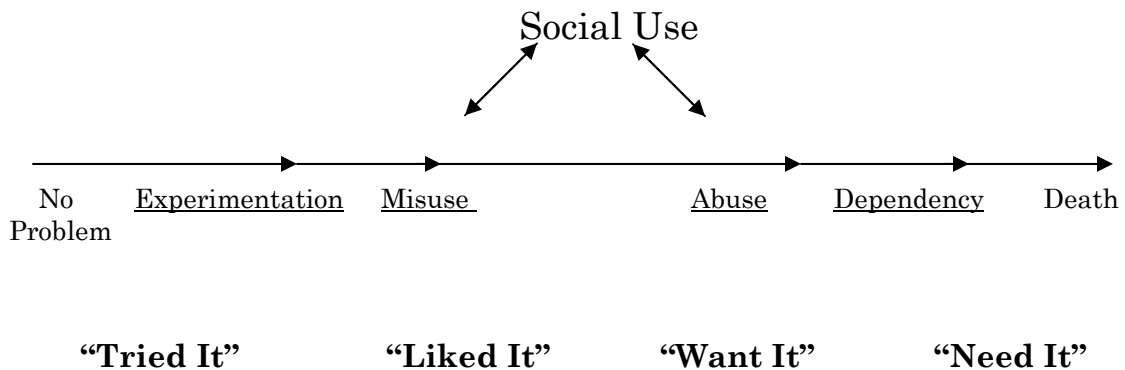 Social Use
No Experimentation Misuse Abuse Dependency Death
Problem
“Tried It” “Liked It” “Want It” “Need It”